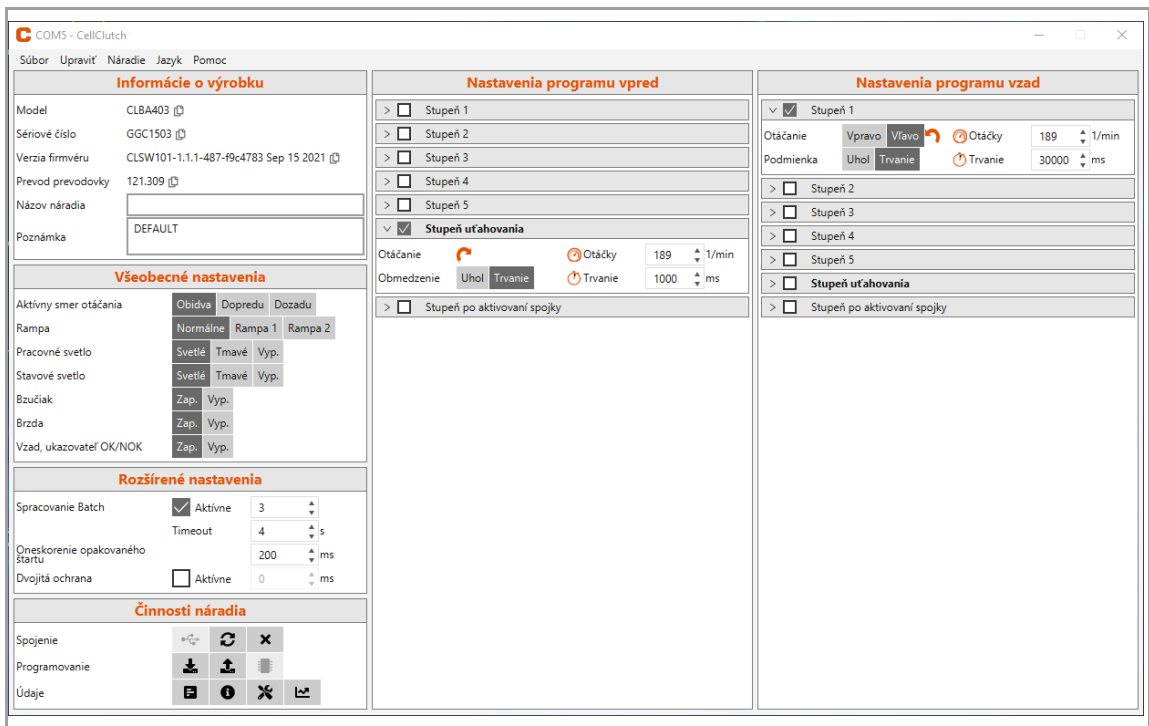 COM5 - CellClutch
Súbor Upraviť Náradie Jazyk Pomoc
Informácie o výrobku
Model CLBA403
Sériové číslo GGC1503
Verzia firmvéru CLSW101-1.1.1-487-f9c4783 Sep 15 2021
Prevod prevodovky 121.309
Názov náradia
Poznámka DEFAULT
Všeobecné nastavenia
Aktívny smer otáčania Obidva Dopredu Dozadu
Rampa Normálne Rampa 1 Rampa 2
Pracovné svetlo Svetlé Tmavé Vyp.
Stavové svetlo Svetlé Tmavé Vyp.
Bzučiak Zap. Vyp.
Brzda Zap. Vyp.
Vzad, ukazovateľ OK/NOK Zap. Vyp.
Rozšírené nastavenia
Spracovanie Batch Aktívne 3
Timeout 4 s
Oneskorenie opakovaného
štartu 200 ms
Dvojitá ochrana Aktívne 0 ms
Činnosti náradia
Spojenie
Programovanie
Údaje
Nastavenia programu vpred
Stupeň 1
Stupeň 2
Stupeň 3
Stupeň 4
Stupeň 5
Stupeň uťahovania
Otáčanie Otáčky 189 1/min
Obmedzenie Uhol Trvanie Trvanie 1000 ms
Stupeň po aktivovaní spojky
Nastavenia programu vzad
Stupeň 1
Otáčanie Vpravo Vľavo Otáčky 189 1/min
Podmienka Uhol Trvanie Trvanie 30000 ms
Stupeň 2
Stupeň 3
Stupeň 4
Stupeň 5
Stupeň uťahovania
Stupeň po aktivovaní spojky